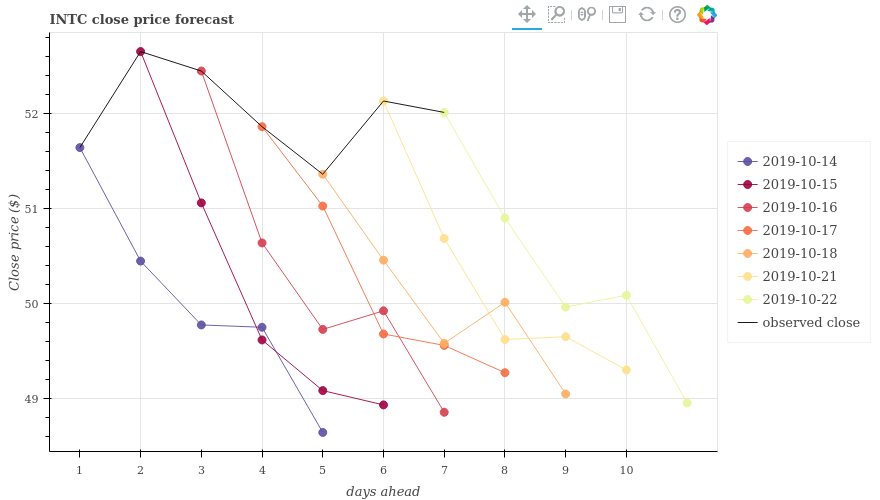 INTC close price forecast
Close price ($)
52
51
50
49
1 2 3 4 5 6 7 8 9 10
days ahead
2019-10-14
2019-10-15
2019-10-16
2019-10-17
2019-10-18
2019-10-21
2019-10-22
observed close